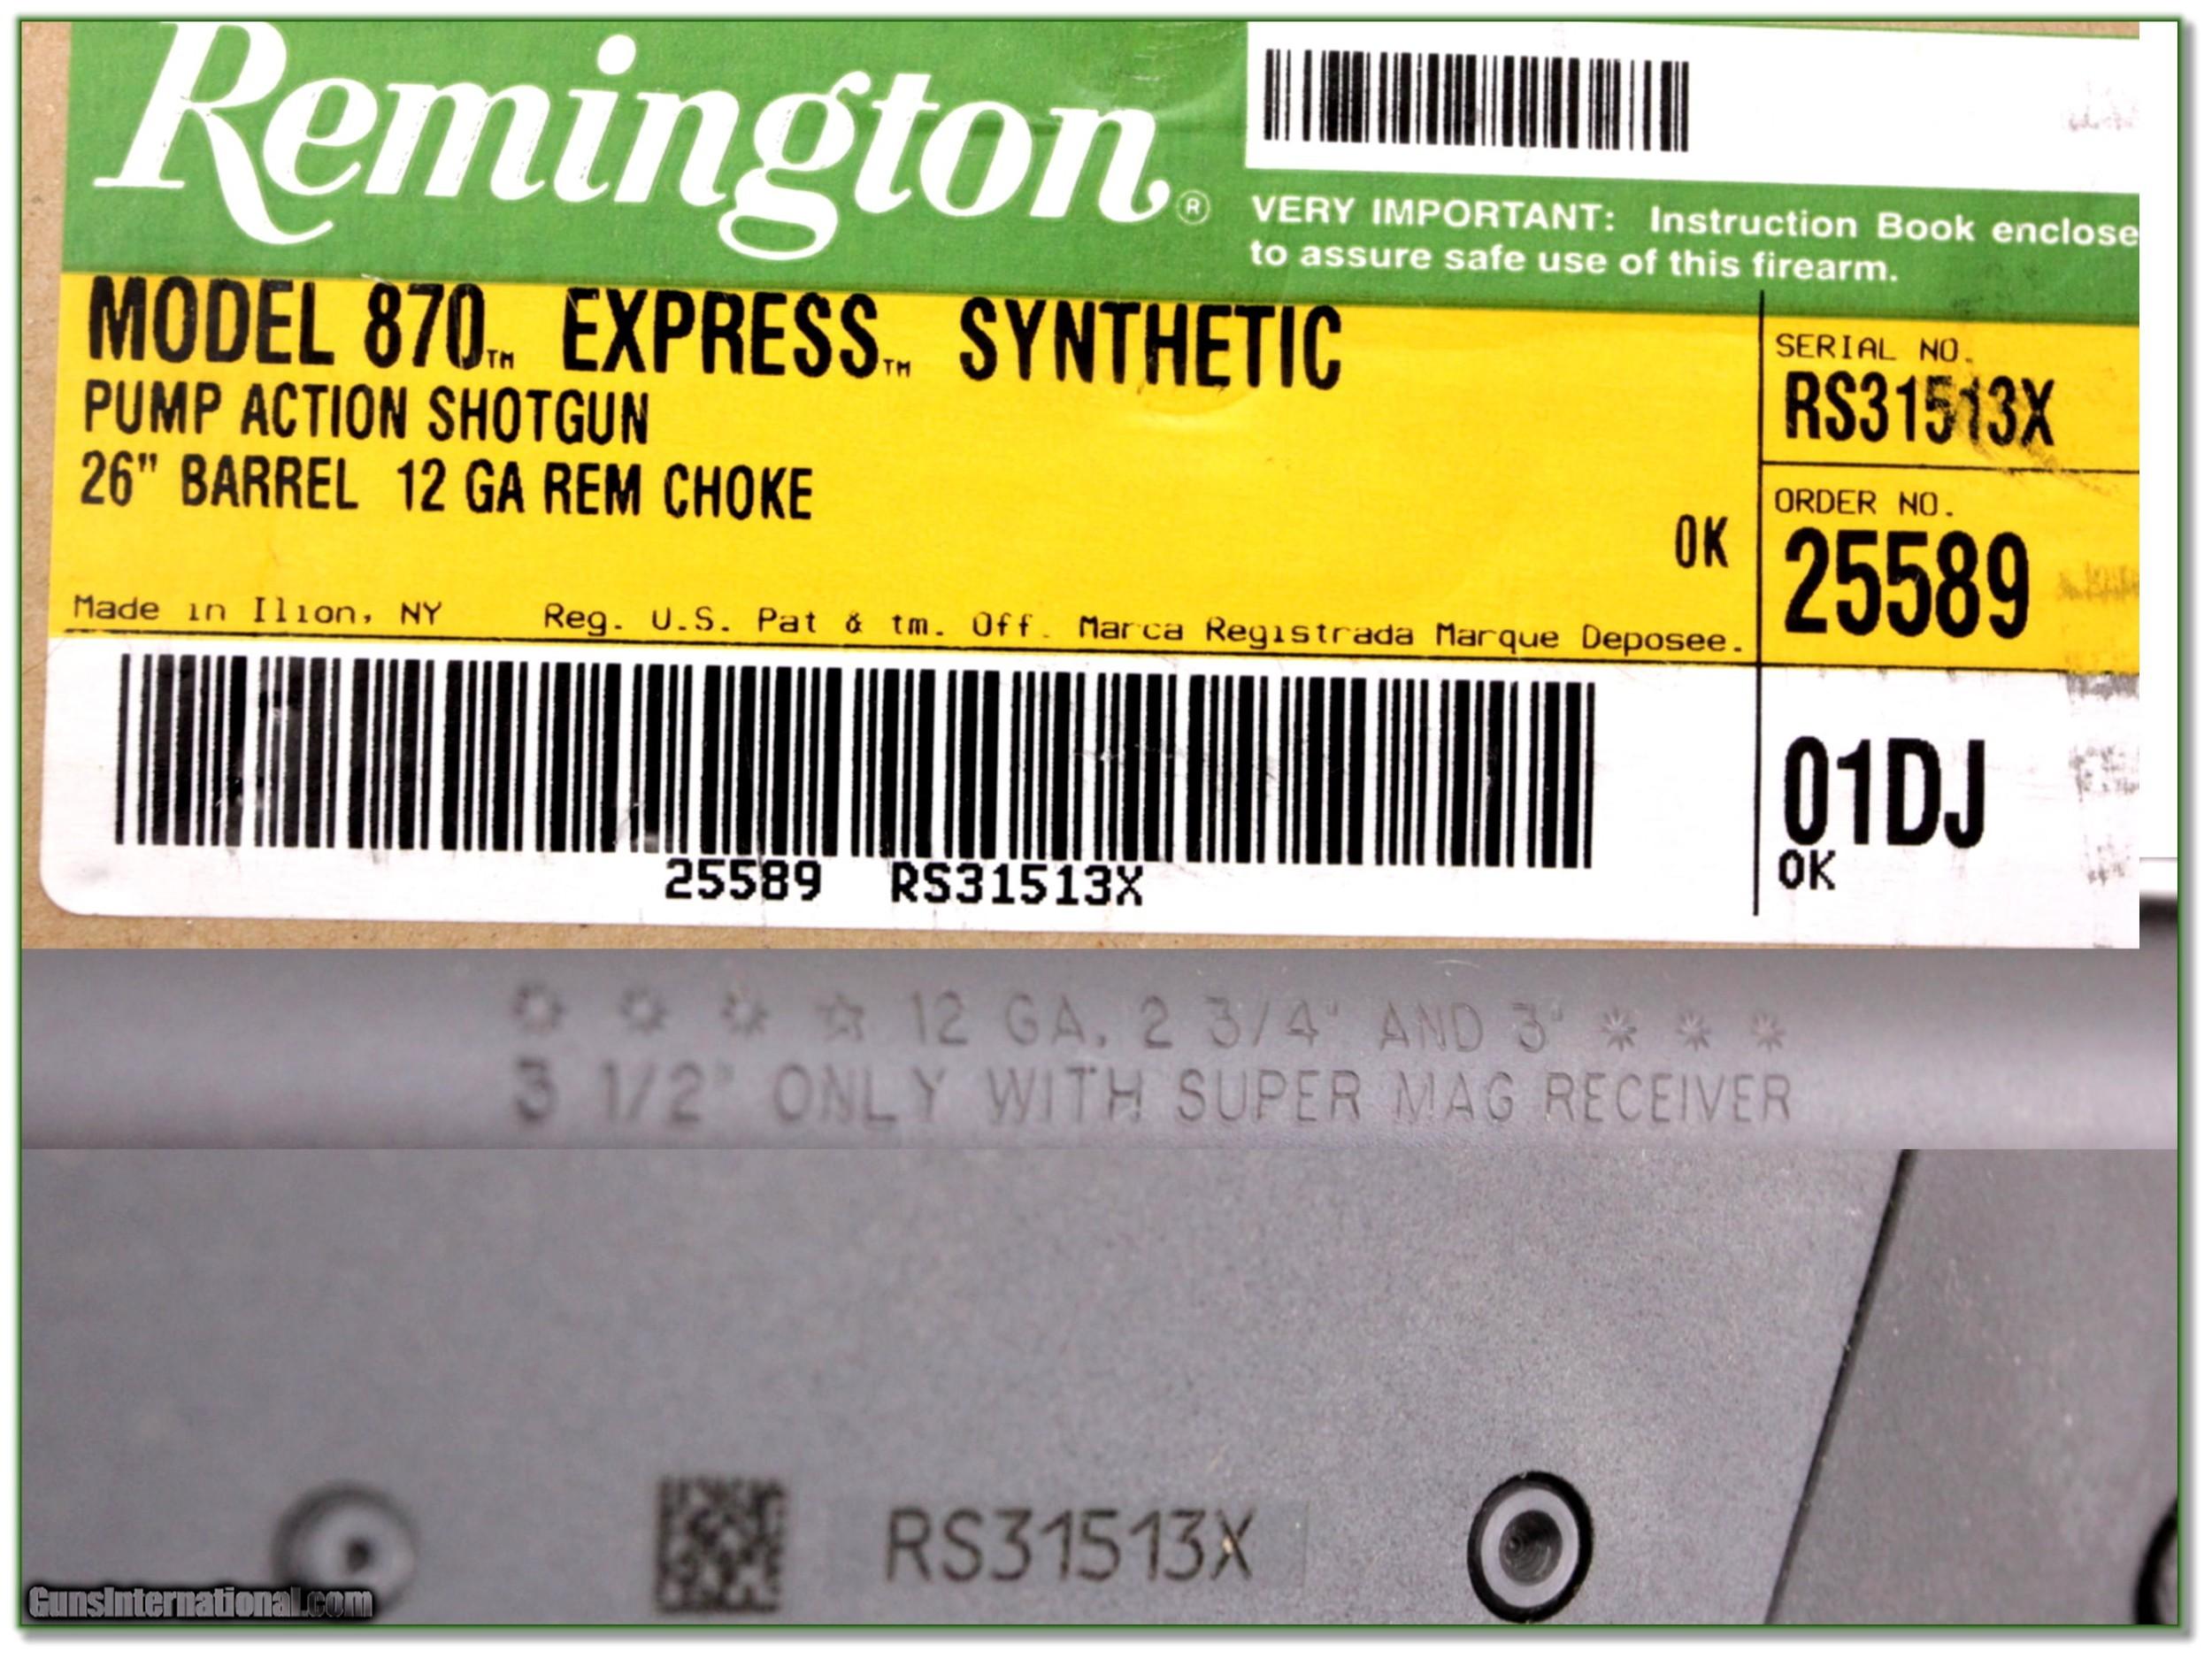 Remington®
VERY IMPORTANT: Instruction Book enclose
to assure safe use of this firearm.
MODEL 870™ EXPRESS™ SYNTHETIC
PUMP ACTION SHOTGUN
26" BARREL 12 GA REM CHOKE
OK
Made in Ilion, NY Reg. U.S. Pat & tm. Off. Marca Registrada Marque Deposee.
SERIAL NO.
RS31513X
ORDER NO.
25589
25589 RS31513X
01DJ
OK
12 GA. 2 3/4" AND 3"
3 1/2" ONLY WITH SUPER MAG RECEIVER
RS31513X
GunsInternational.com